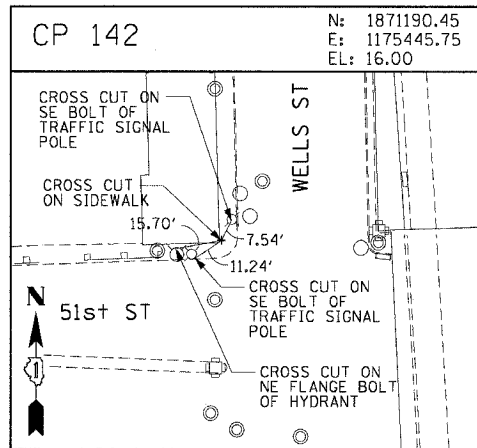 CP 142
N: 1871190.45
E: 1175445.75
EL: 16.00
CROSS CUT ON
SE BOLT OF
TRAFFIC SIGNAL
POLE
WELLS ST
CROSS CUT
ON SIDEWALK
15.70'
7.54'
11.24'
CROSS CUT ON
SE BOLT OF
TRAFFIC SIGNAL
POLE
N
51st ST
1
CROSS CUT ON
NE FLANGE BOLT
OF HYDRANT